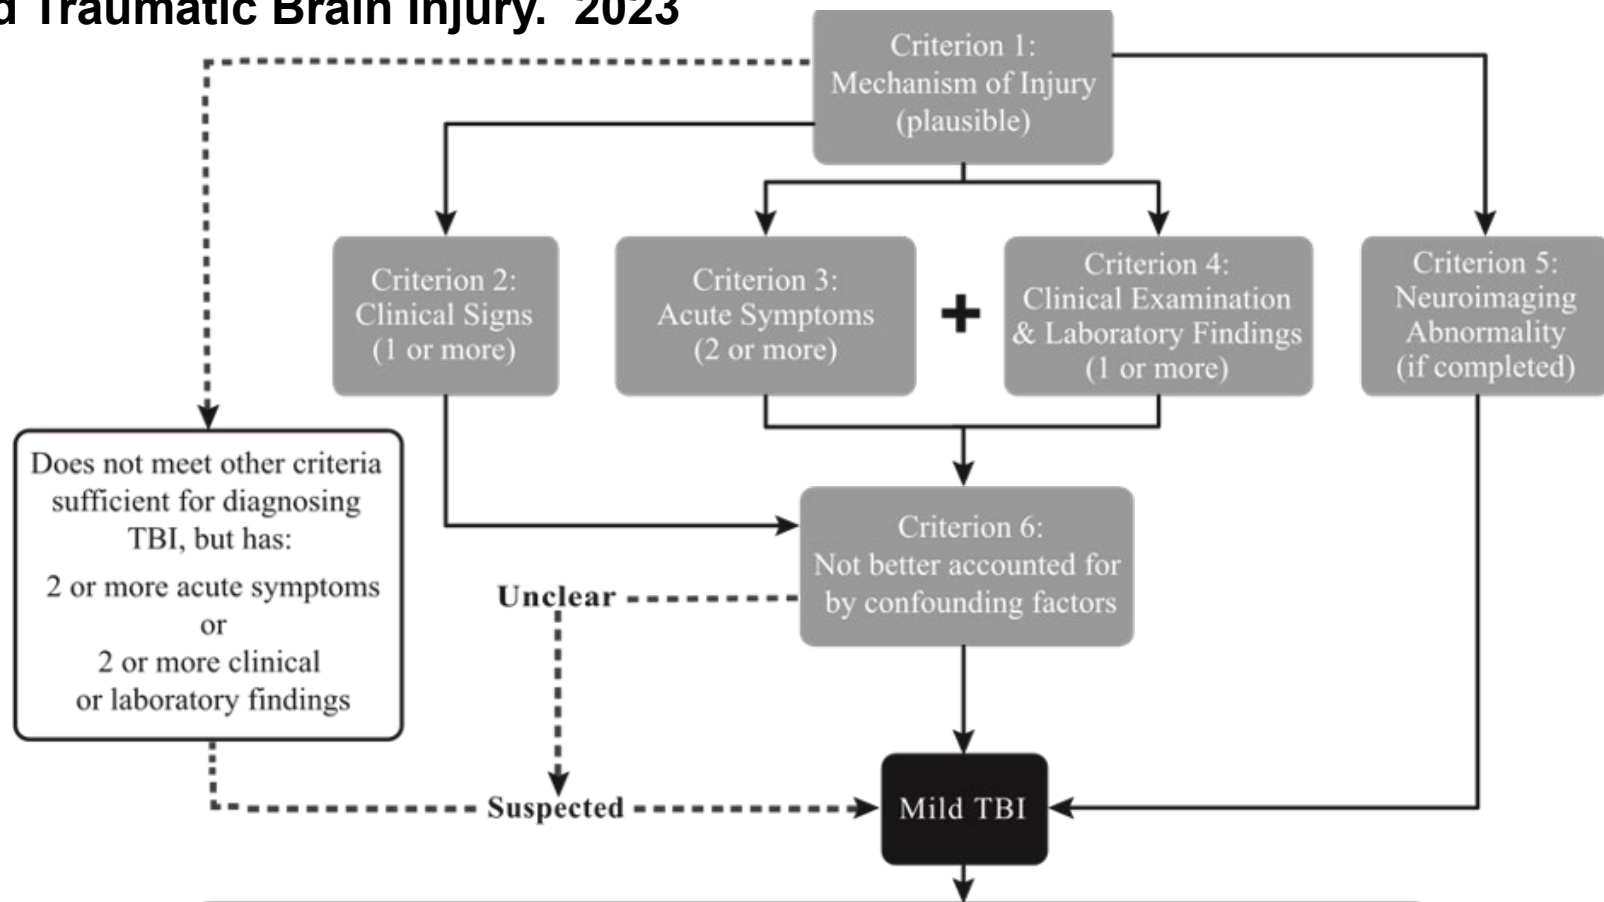 d Traumatic Brain Injury. 2023
Criterion 1:
Mechanism of Injury
(plausible)
Criterion 2:
Clinical Signs
(1 or more)
Criterion 3:
Acute Symptoms
(2 or more)
+
Criterion 4:
Clinical Examination
& Laboratory Findings
(1 or more)
Criterion 5:
Neuroimaging
Abnormality
(if completed)
Does not meet other criteria
sufficient for diagnosing
TBI, but has:
2 or more acute symptoms
or
2 or more clinical
or laboratory findings
Criterion 6:
Not better accounted for
by confounding factors
Unclear
Suspected
Mild TBI